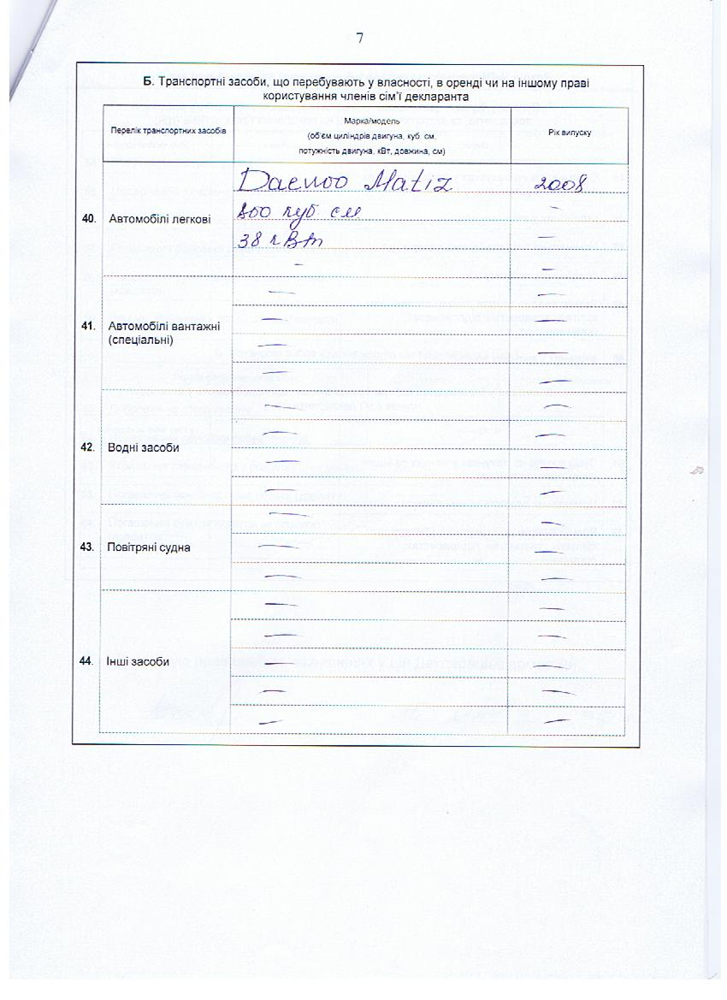 7
Б. Транспортні засоби, що перебувають у власності, в оренді чи на іншому праві
користування членів сім'ї декларанта
Перелік транспортних засобів
Марка/модель
(об'єм циліндрів двигуна, куб. см,
потужність двигуна, кВт, довжина, см)
Рік випуску
Daewoo Matiz 2008
40. Автомобілі легкові
800 куб. см
38 кВт
41. Автомобілі вантажні
(спеціальні)
42. Водні засоби
43. Повітряні судна
44. Інші засоби